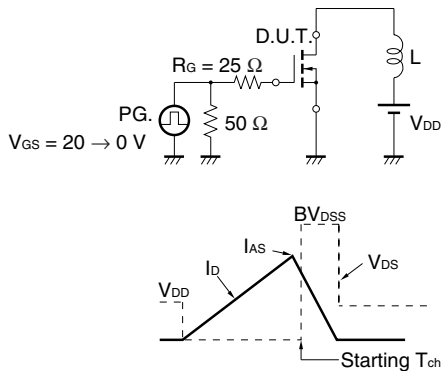 D.U.T.
RG = 25 Ω
L
PG.
50 Ω
VGS = 20 → 0 V
VDD
BVDSS
IAS
ID
VDS
VDD
Starting Tch